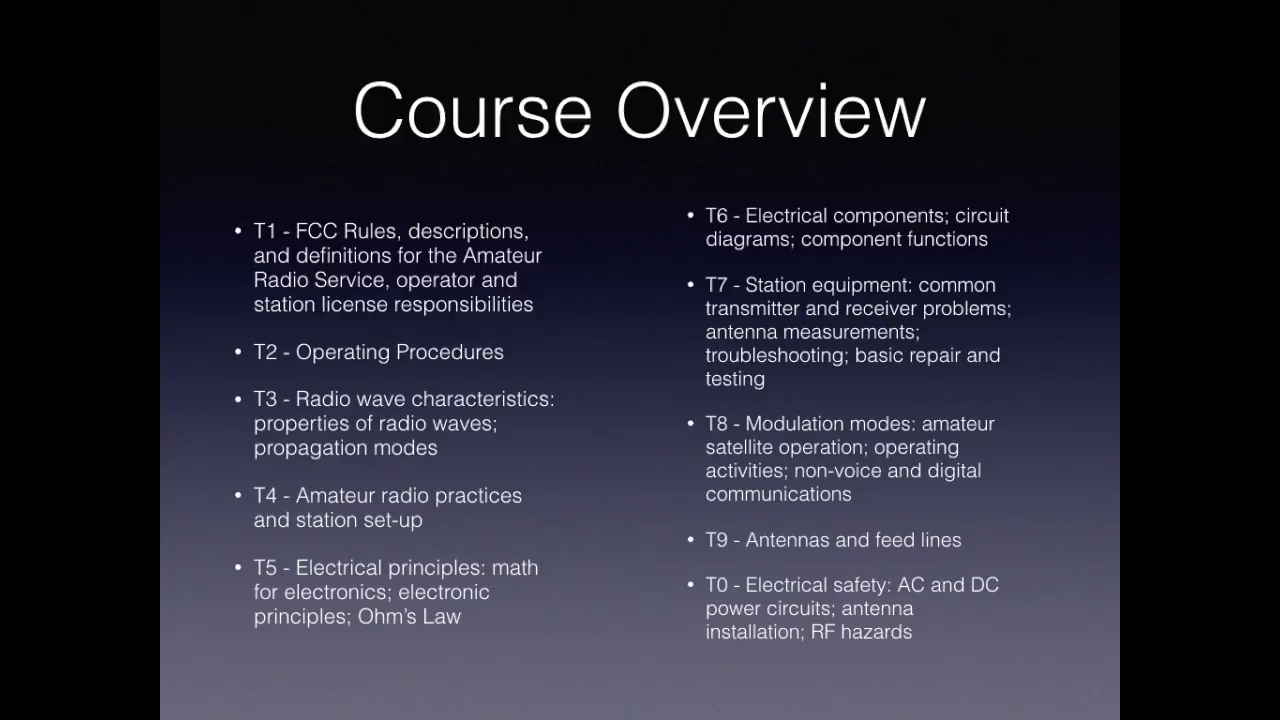 Course Overview
• T1 - FCC Rules, descriptions,
and definitions for the Amateur
Radio Service, operator and
station license responsibilities
• T2 - Operating Procedures
• T3 - Radio wave characteristics:
properties of radio waves;
propagation modes
• T4 - Amateur radio practices
and station set-up
• T5 - Electrical principles: math
for electronics; electronic
principles; Ohm’s Law
• T6 - Electrical components; circuit
diagrams; component functions
• T7 - Station equipment: common
transmitter and receiver problems;
antenna measurements;
troubleshooting; basic repair and
testing
• T8 - Modulation modes: amateur
satellite operation; operating
activities; non-voice and digital
communications
• T9 - Antennas and feed lines
• T0 - Electrical safety: AC and DC
power circuits; antenna
installation; RF hazards